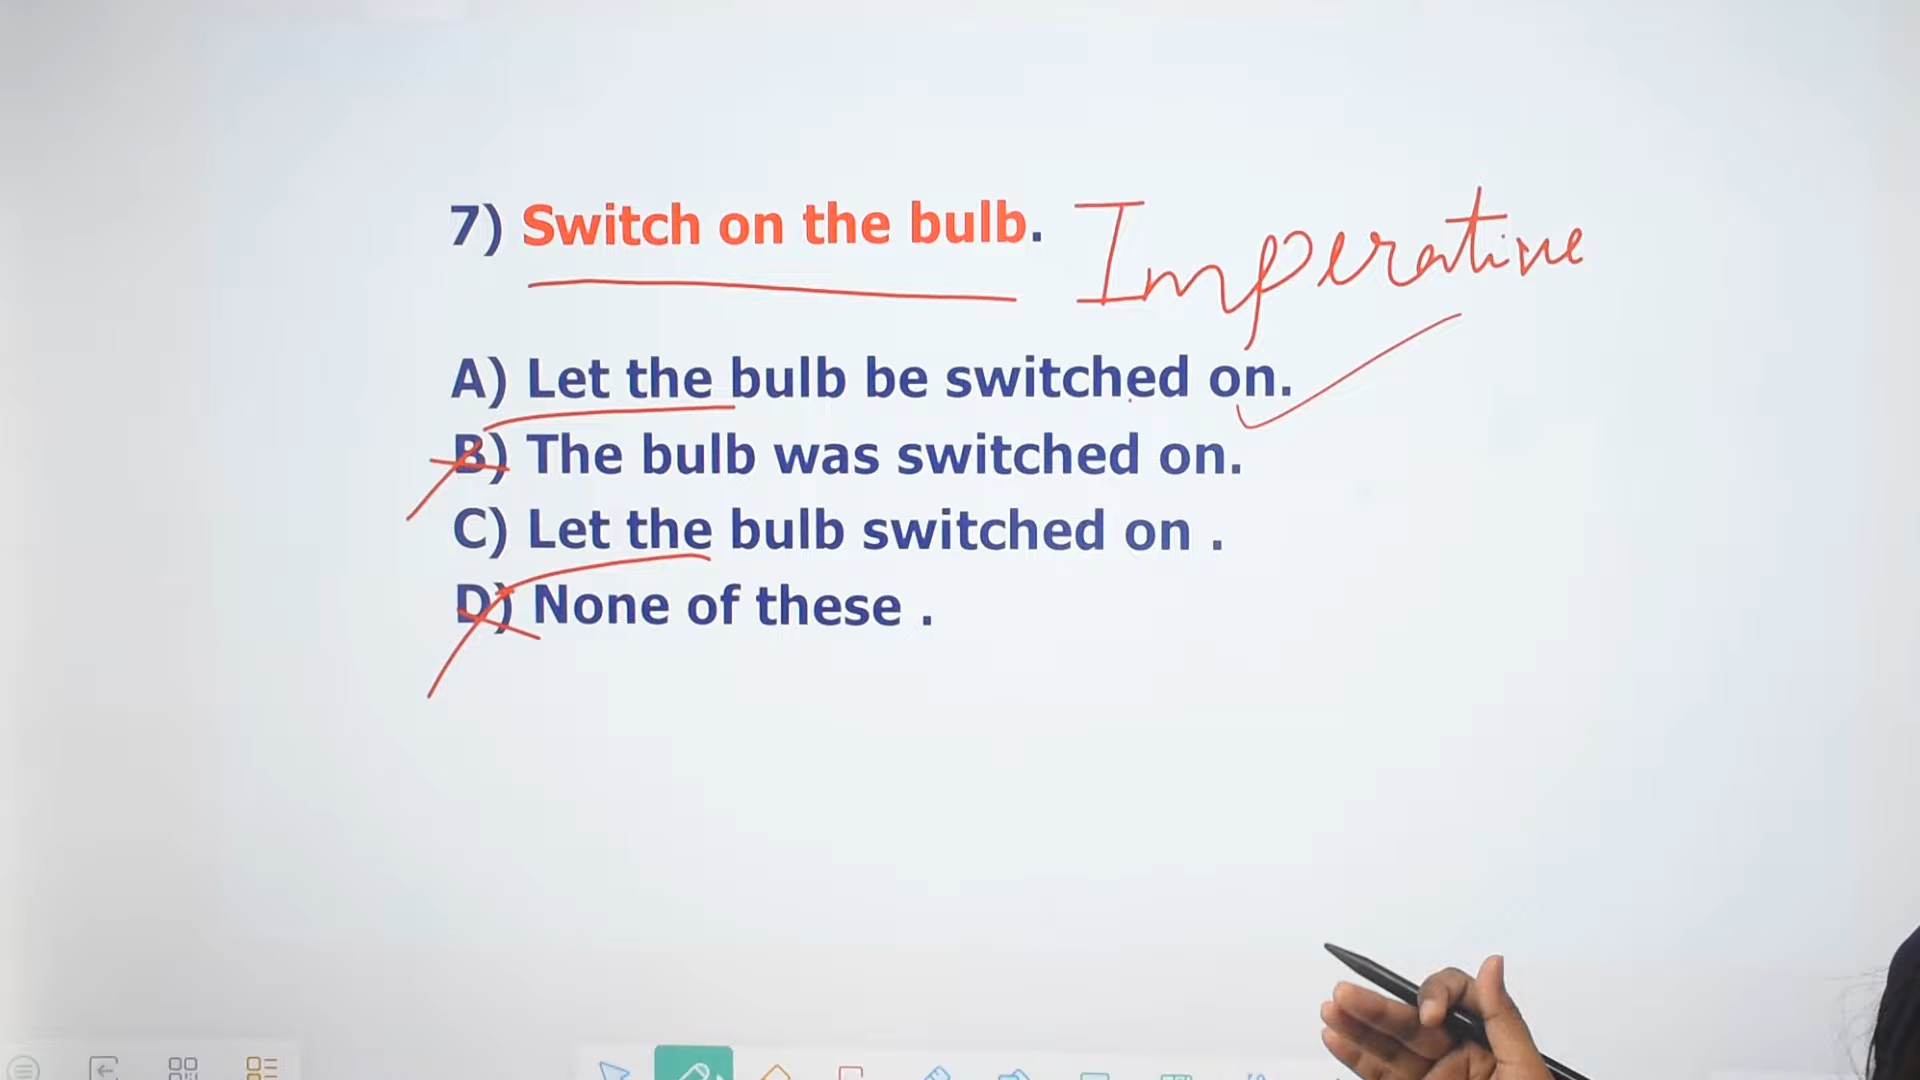 7) Switch on the bulb. Imperative
A) Let the bulb be switched on.
B) The bulb was switched on.
C) Let the bulb switched on .
D) None of these .